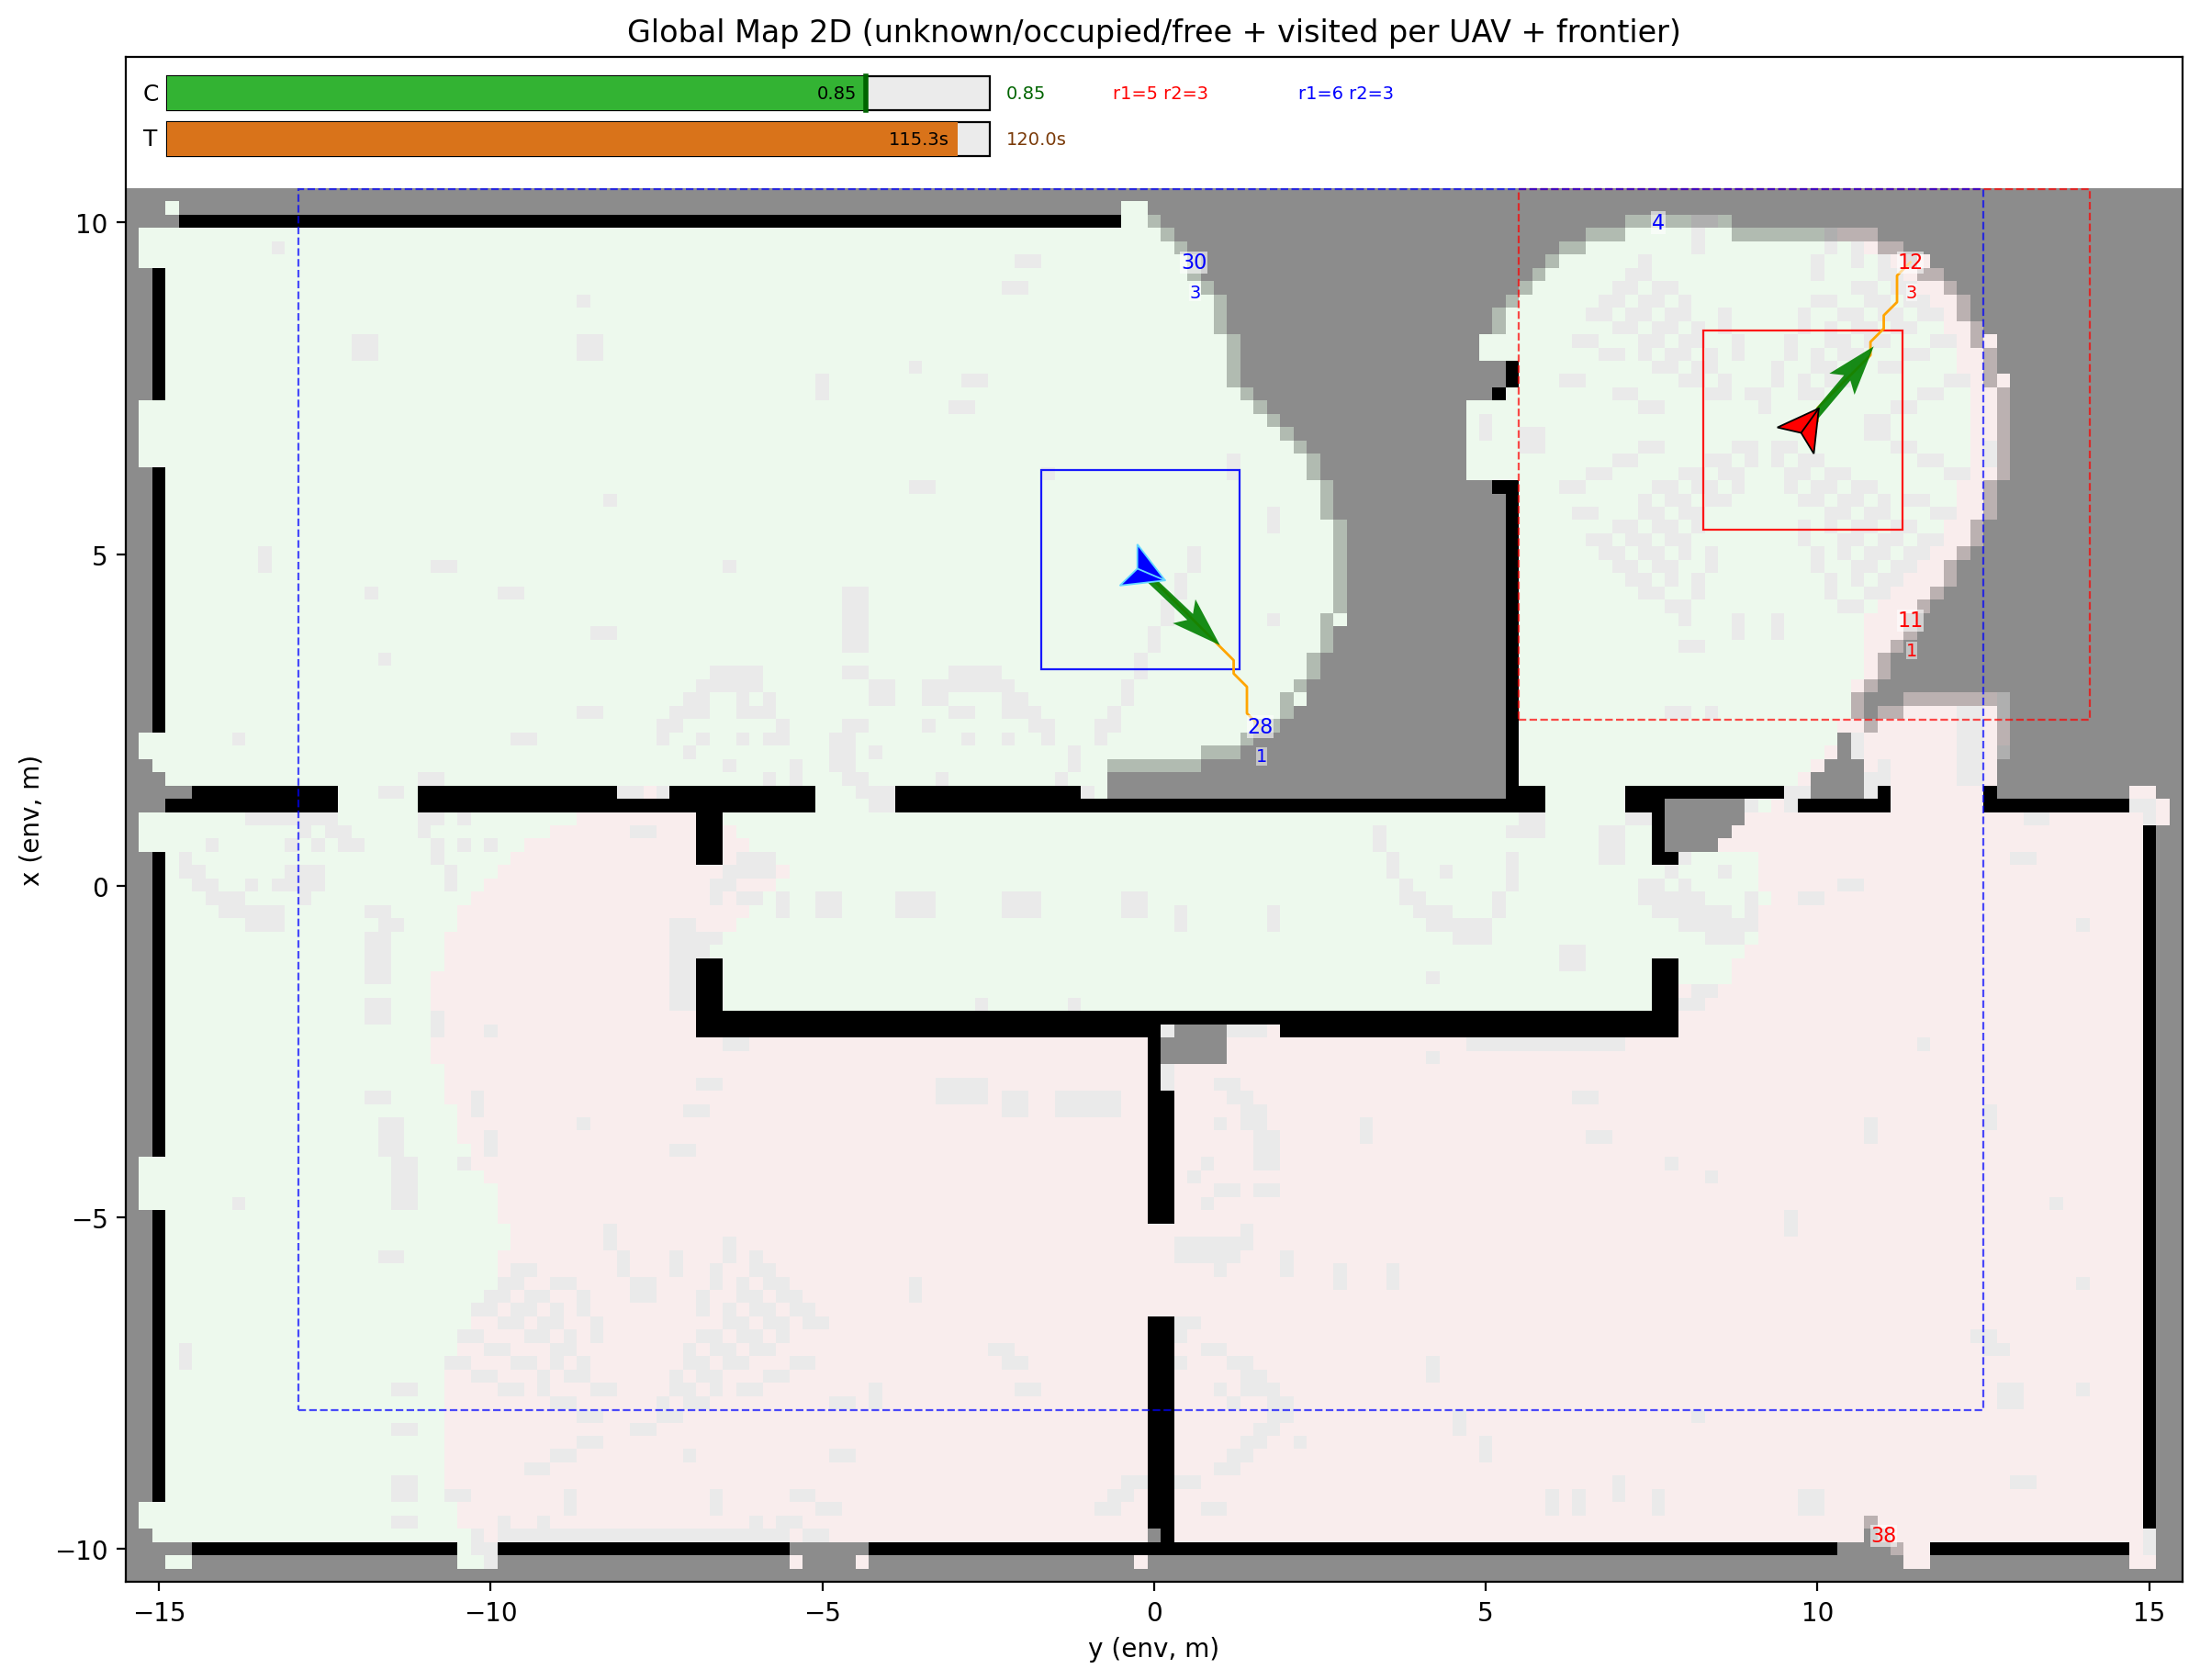 Global Map 2D (unknown/occupied/free + visited per UAV + frontier)
C 0.85 0.85 r1=5 r2=3 r1=6 r2=3
T 115.3s 120.0s
10
5
0
−5
−10
x (env, m)
4
30
3
12
3
11
1
28
1
38
−15 −10 −5 0 5 10 15
y (env, m)